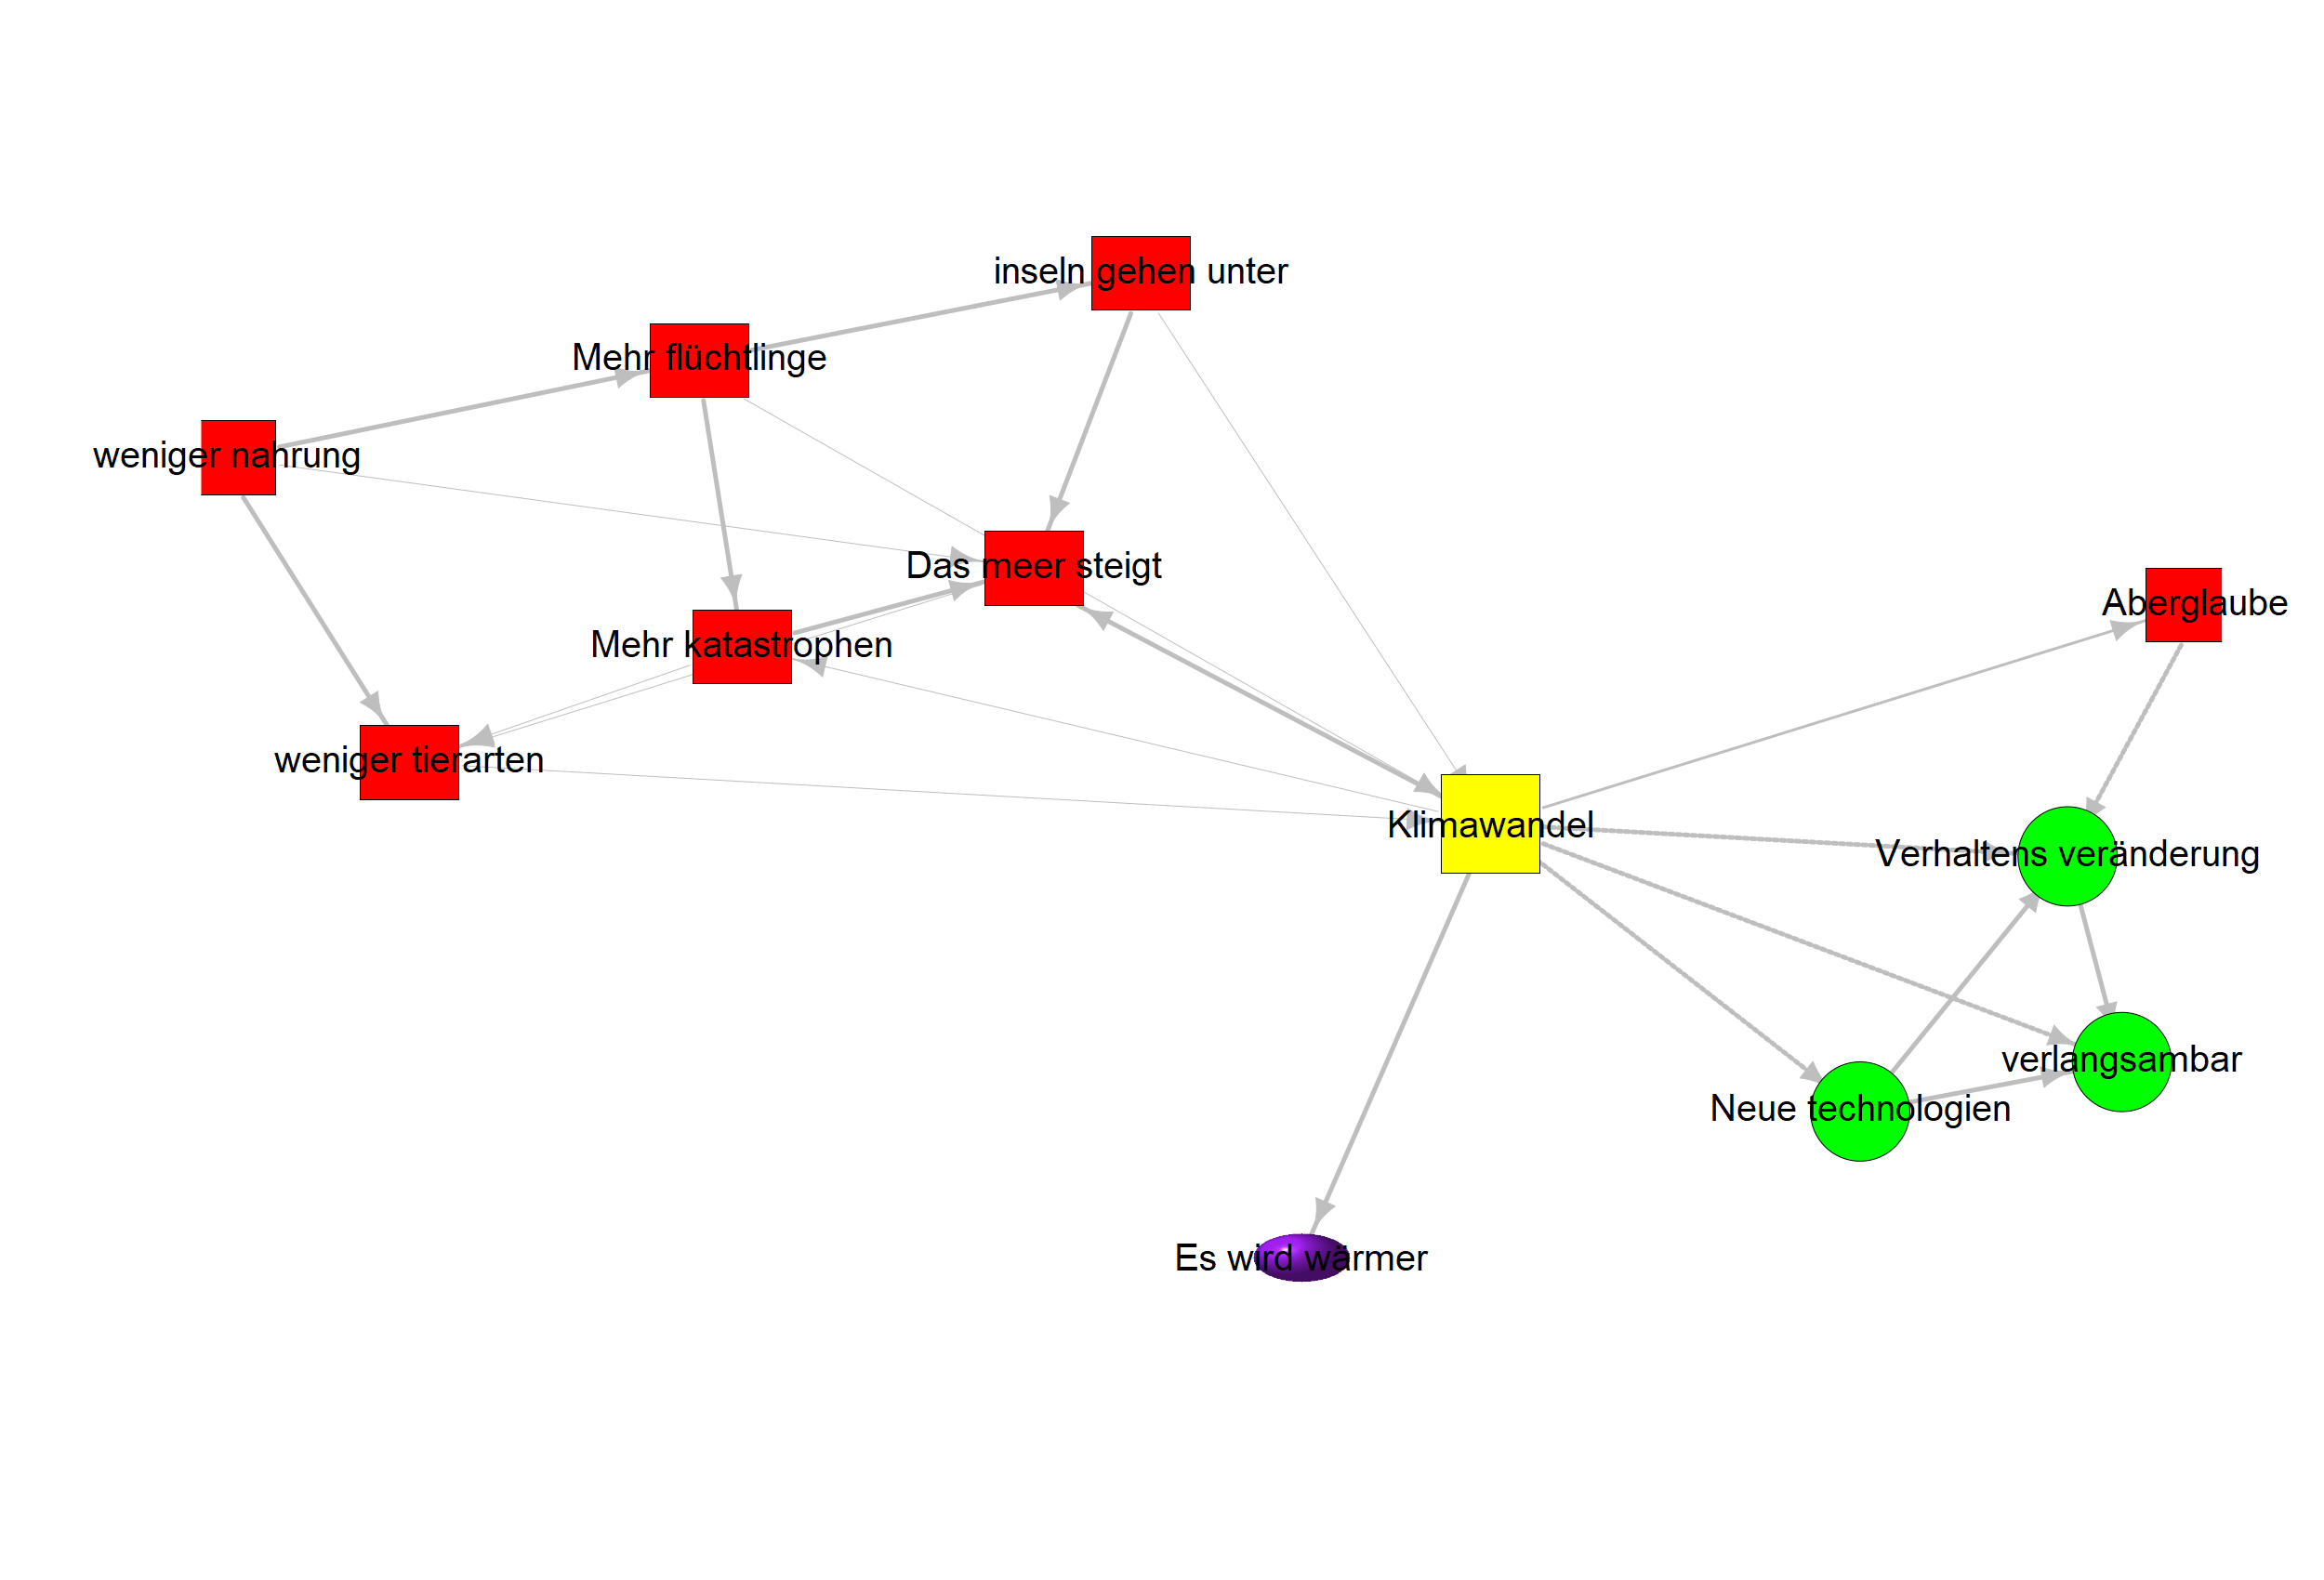 inseln gehen unter
Mehr flüchtlinge
weniger nahrung
Das meer steigt
Aberglaube
Mehr katastrophen
weniger tierarten
Klimawandel
Verhaltens veränderung
verlangsambar
Neue technologien
Es wird wärmer